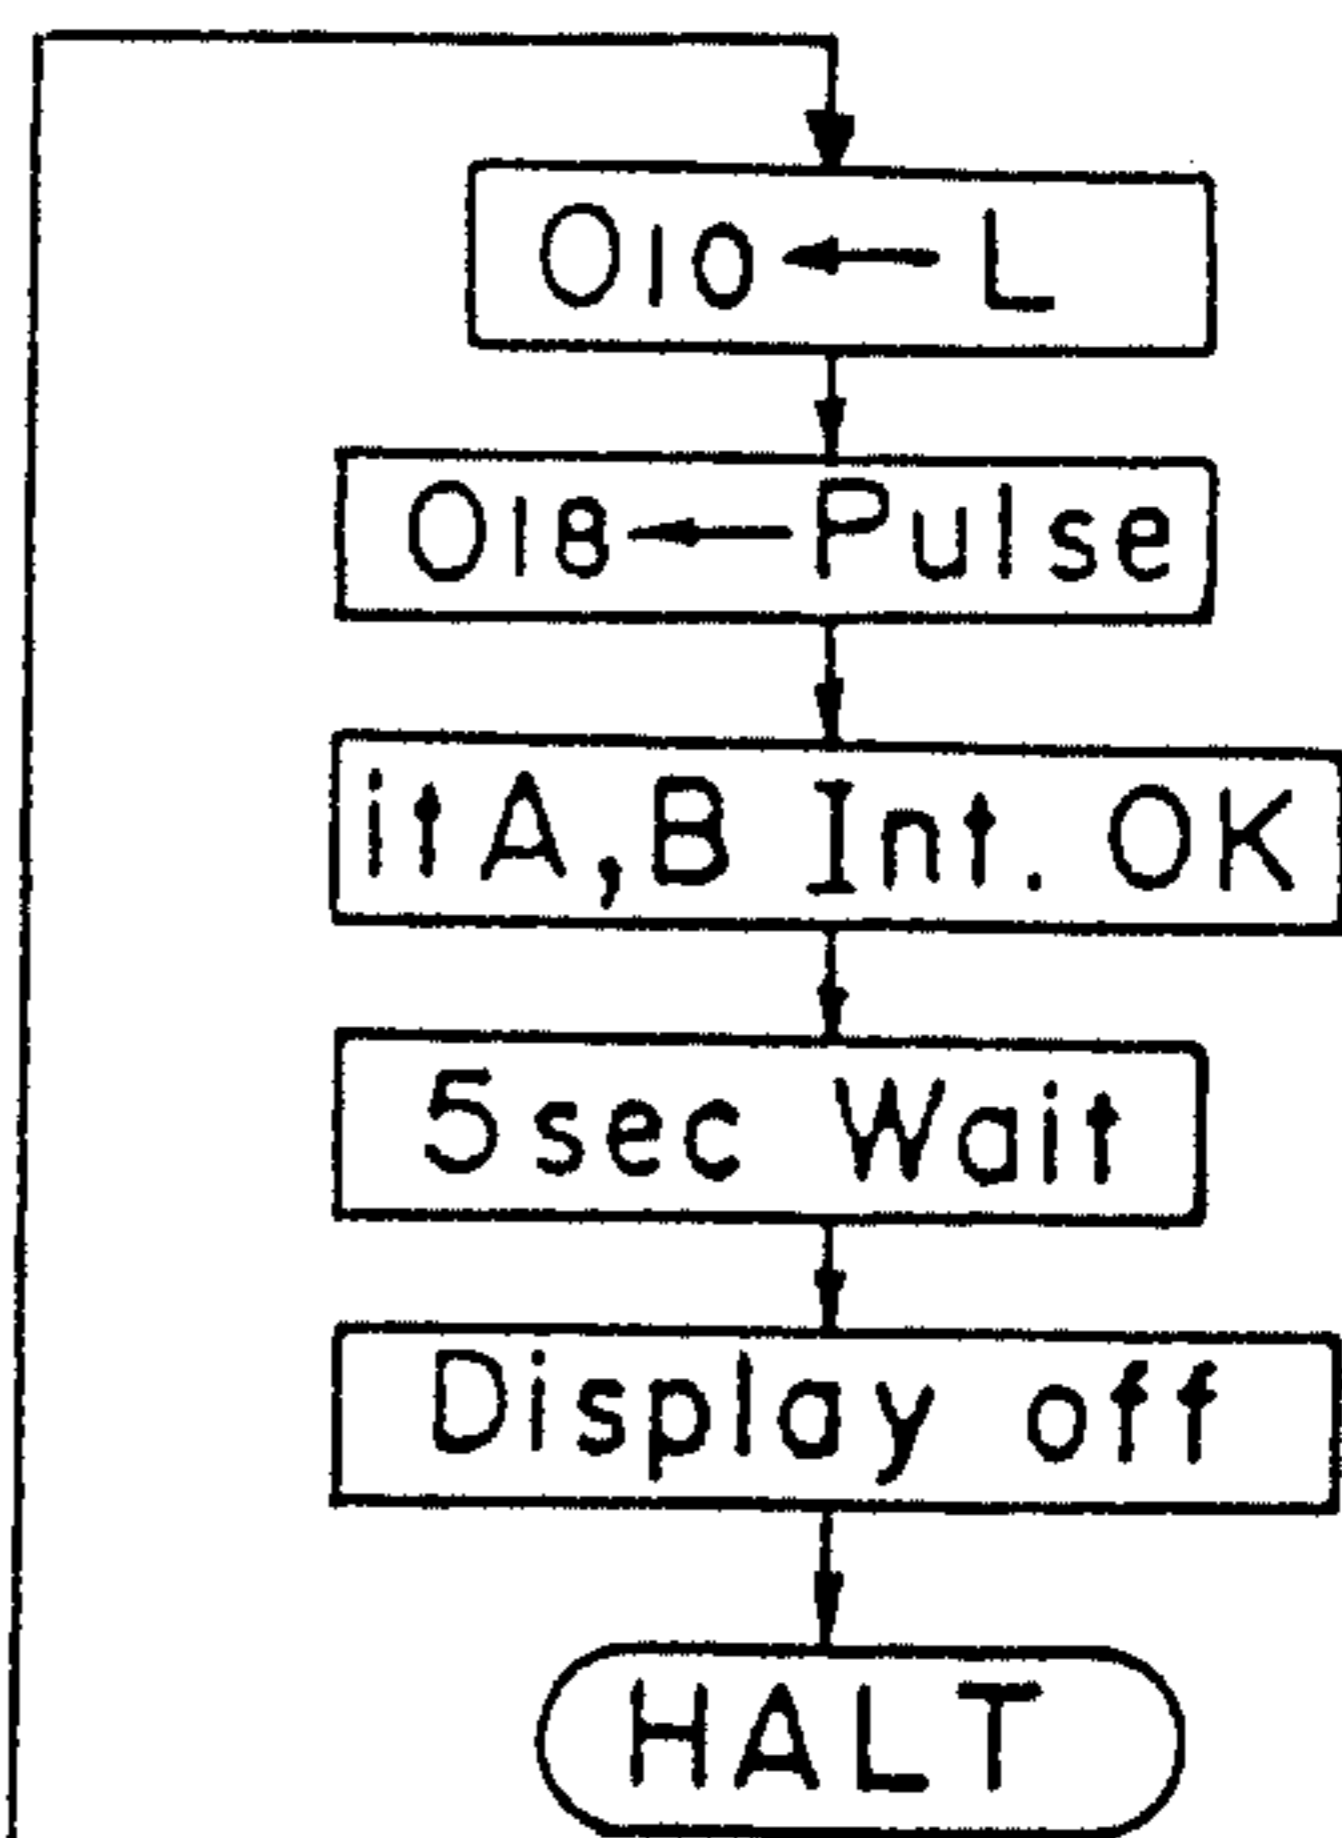 O10 ← L
O18 ← Pulse
itA,B Int. OK
5sec Wait
Display off
HALT